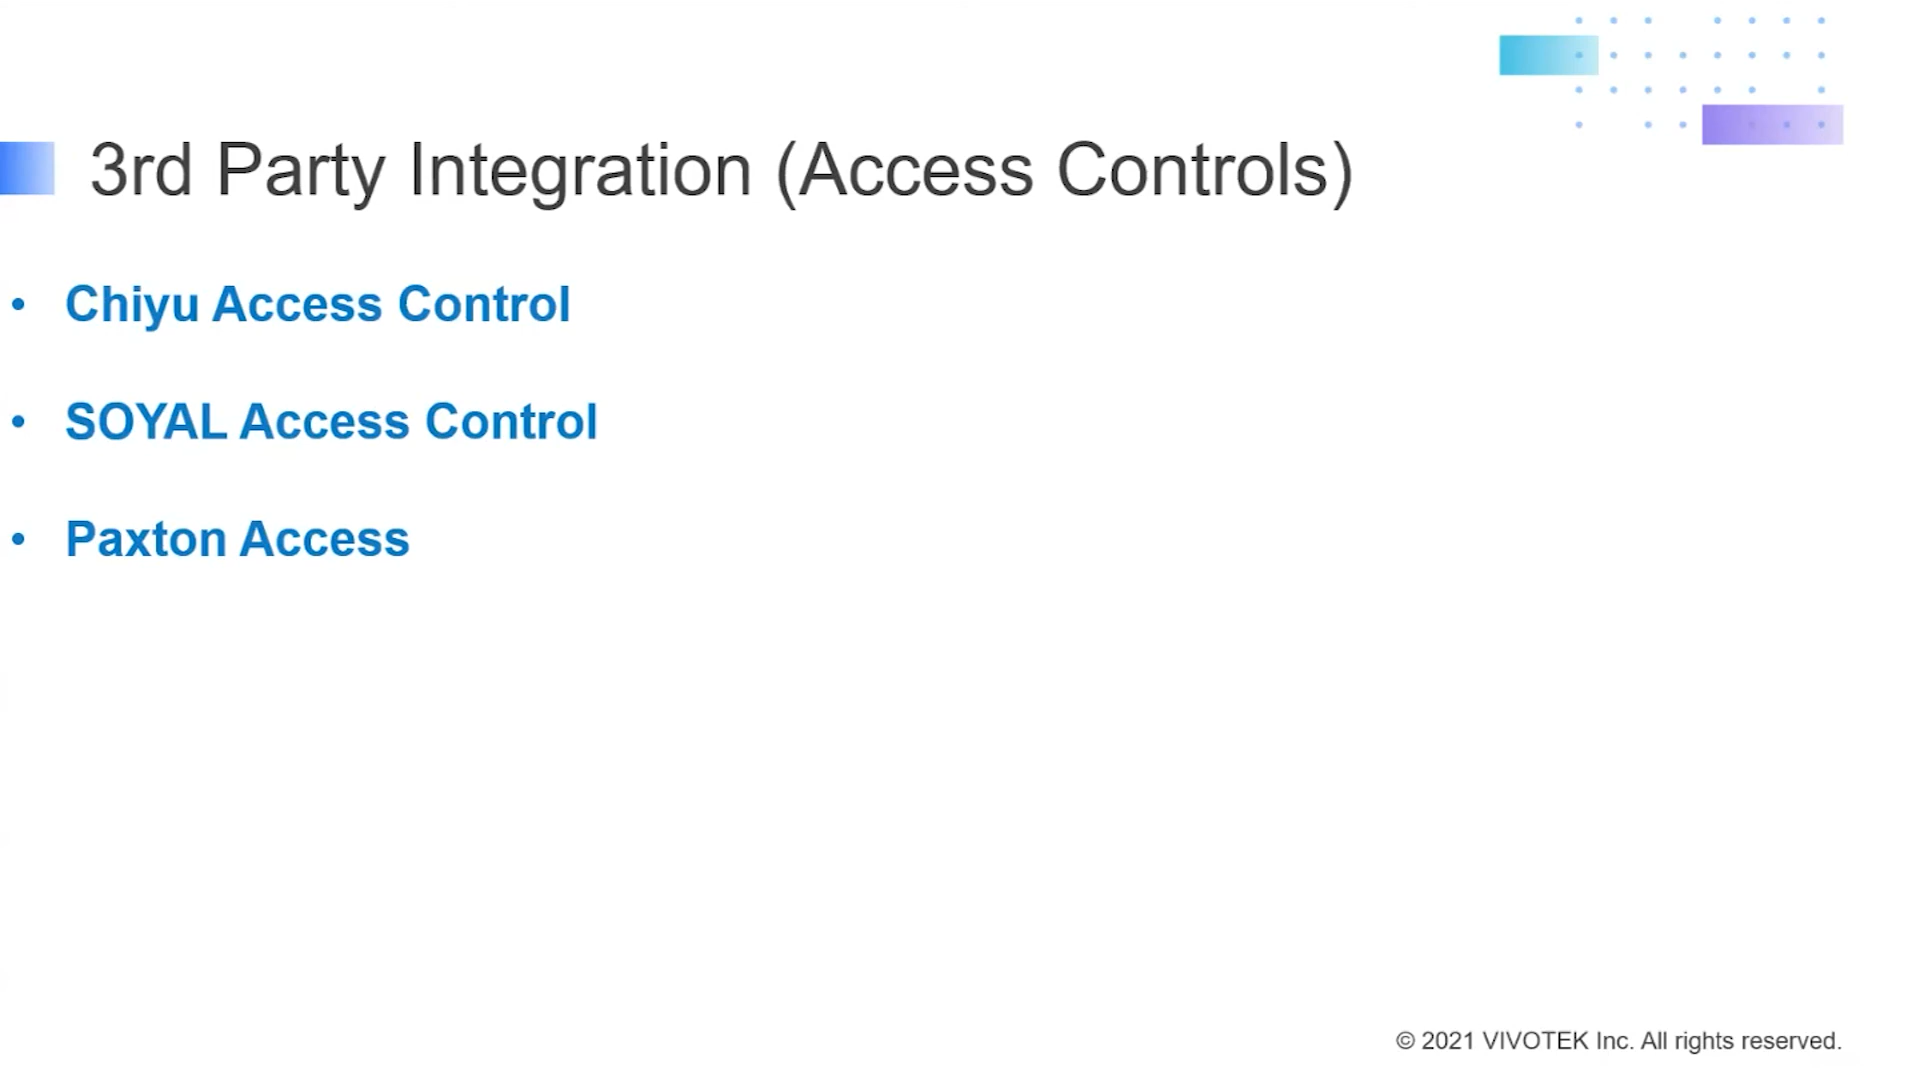 3rd Party Integration (Access Controls)
• Chiyu Access Control
• SOYAL Access Control
• Paxton Access
© 2021 VIVOTEK Inc. All rights reserved.